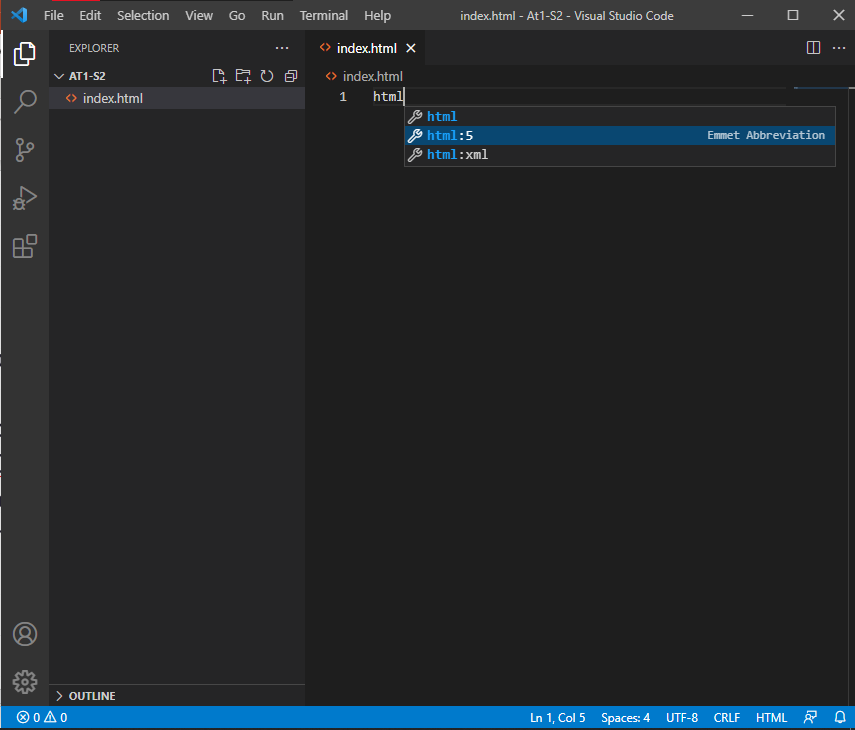 File Edit Selection View Go Run Terminal Help index.html - At1-S2 - Visual Studio Code
EXPLORER
AT1-S2
index.html
index.html
index.html
1 html
html
html:5 Emmet Abbreviation
html:xml
OUTLINE
0 0 Ln 1, Col 5 Spaces: 4 UTF-8 CRLF HTML